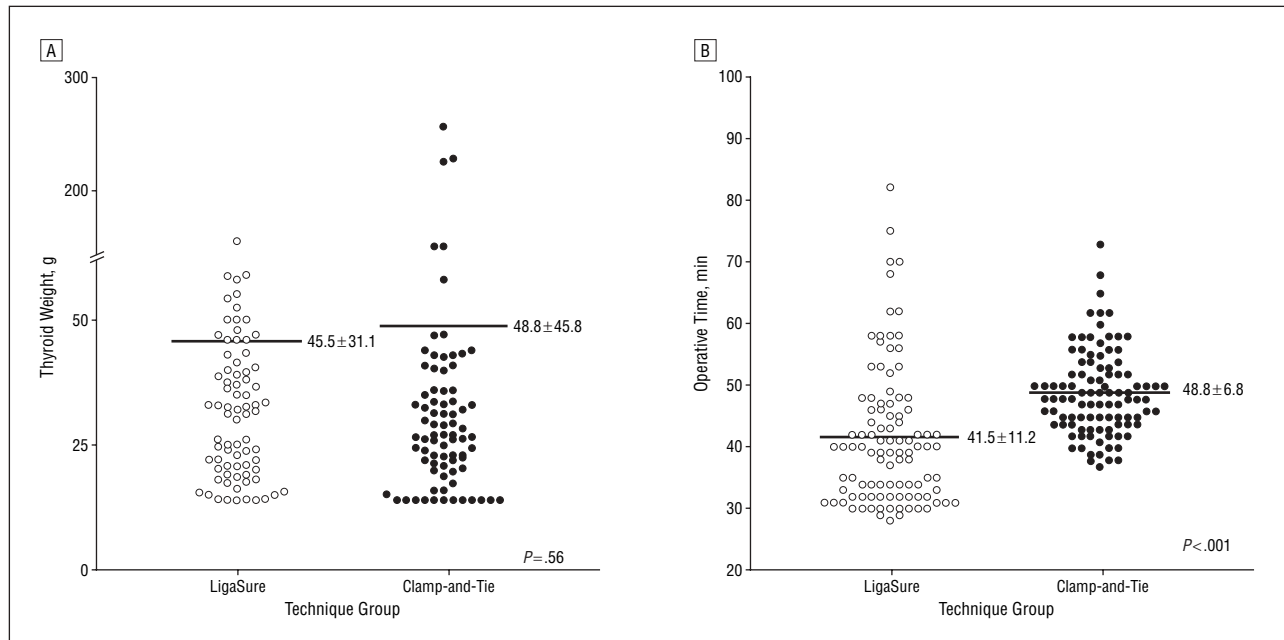 A
300
200
50
25
0
Thyroid Weight, g
45.5±31.1
48.8±45.8
P=.56
LigaSure
Clamp-and-Tie
Technique Group
B
100
90
80
70
60
50
40
30
20
Operative Time, min
41.5±11.2
48.8±6.8
P<.001
LigaSure
Clamp-and-Tie
Technique Group